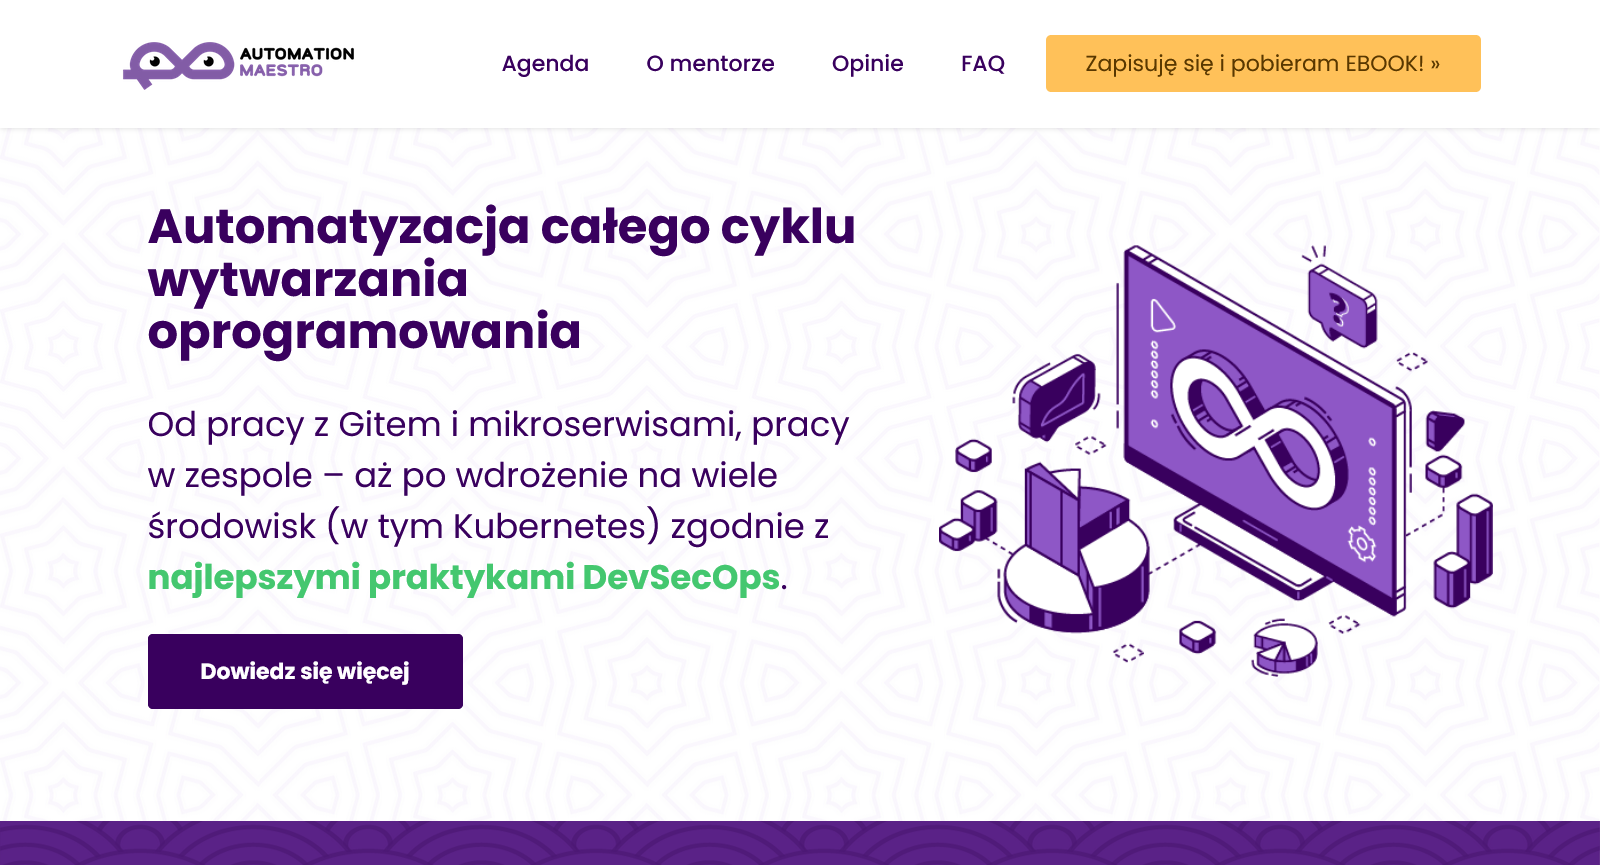 AUTOMATION
MAESTRO
Agenda
O mentorze
Opinie
FAQ
Zapisuję się i pobieram EBOOK! »
Automatyzacja całego cyklu
wytwarzania
oprogramowania
Od pracy z Gitem i mikroserwisami, pracy
w zespole – aż po wdrożenie na wiele
środowisk (w tym Kubernetes) zgodnie z
najlepszymi praktykami DevSecOps.
?
Dowiedz się więcej